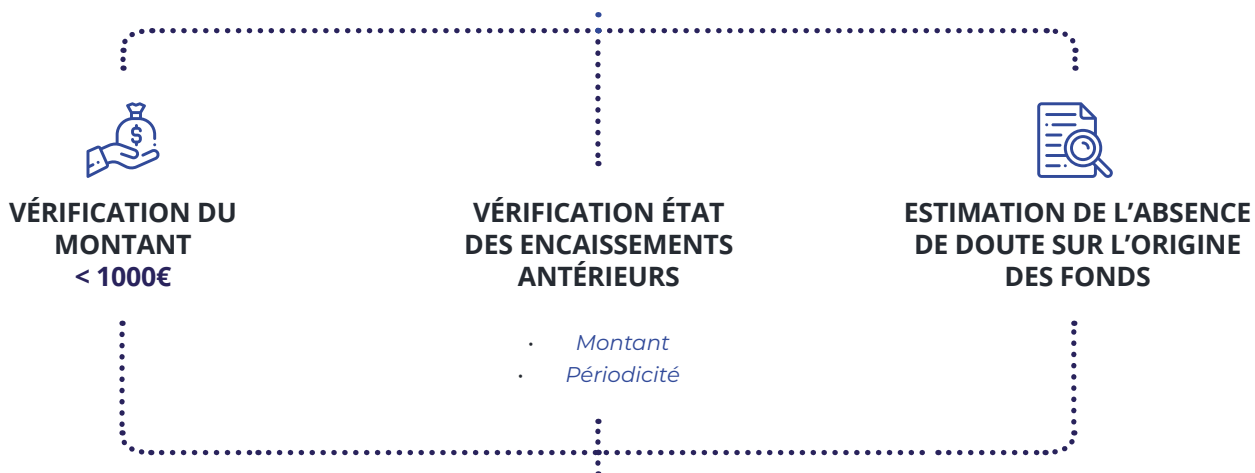 $
VÉRIFICATION DU
MONTANT
< 1000€
VÉRIFICATION ÉTAT
DES ENCAISSEMENTS
ANTÉRIEURS
• Montant
• Périodicité
ESTIMATION DE L’ABSENCE
DE DOUTE SUR L’ORIGINE
DES FONDS